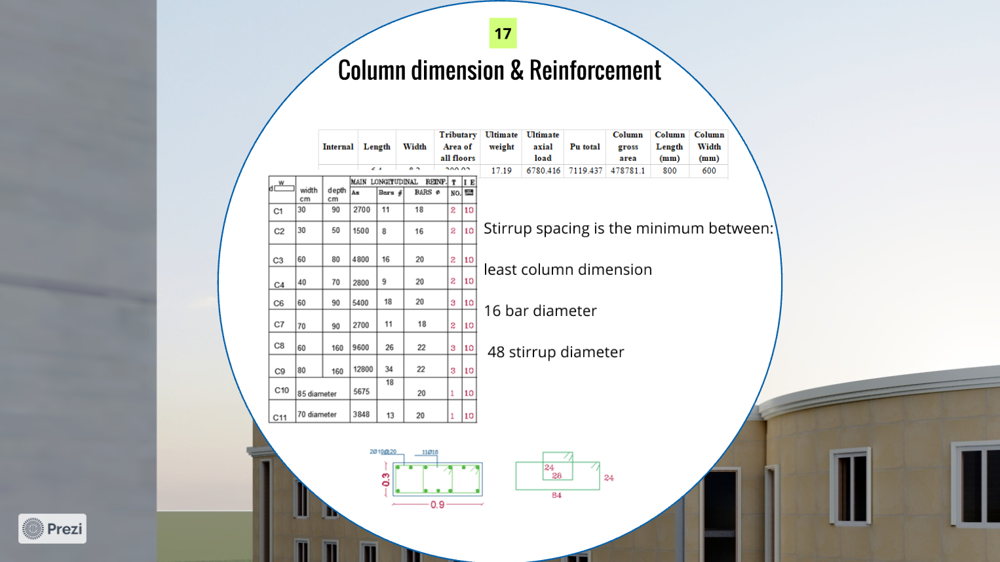 17
Column dimension & Reinforcement
Internal Length Width Tributary Area of all floors Ultimate weight Ultimate axial load Pu total Column gross area Column Length (mm) Column Width (mm)
17.19 6780.416 7119.437 478781.1 800 600
w d width cm depth cm MAIN LONGITUDINAL REINF. T I E
As Bars # BARS ø NO.
C1 30 90 2700 11 18 2 10
C2 30 50 1500 8 16 2 10
C3 60 80 4800 16 20 2 10
C4 40 70 2800 9 20 2 10
C6 60 90 5400 18 20 3 10
C7 70 90 2700 11 18 2 10
C8 60 160 9600 26 22 3 10
C9 80 160 12800 34 22 3 10
C10 85 diameter 5675 18 20 1 10
C11 70 diameter 3848 13 20 1 10
Stirrup spacing is the minimum between:
least column dimension
16 bar diameter
48 stirrup diameter
2Ø10@20 11Ø18
0.3
0.9
24
28
24
84
Prezi